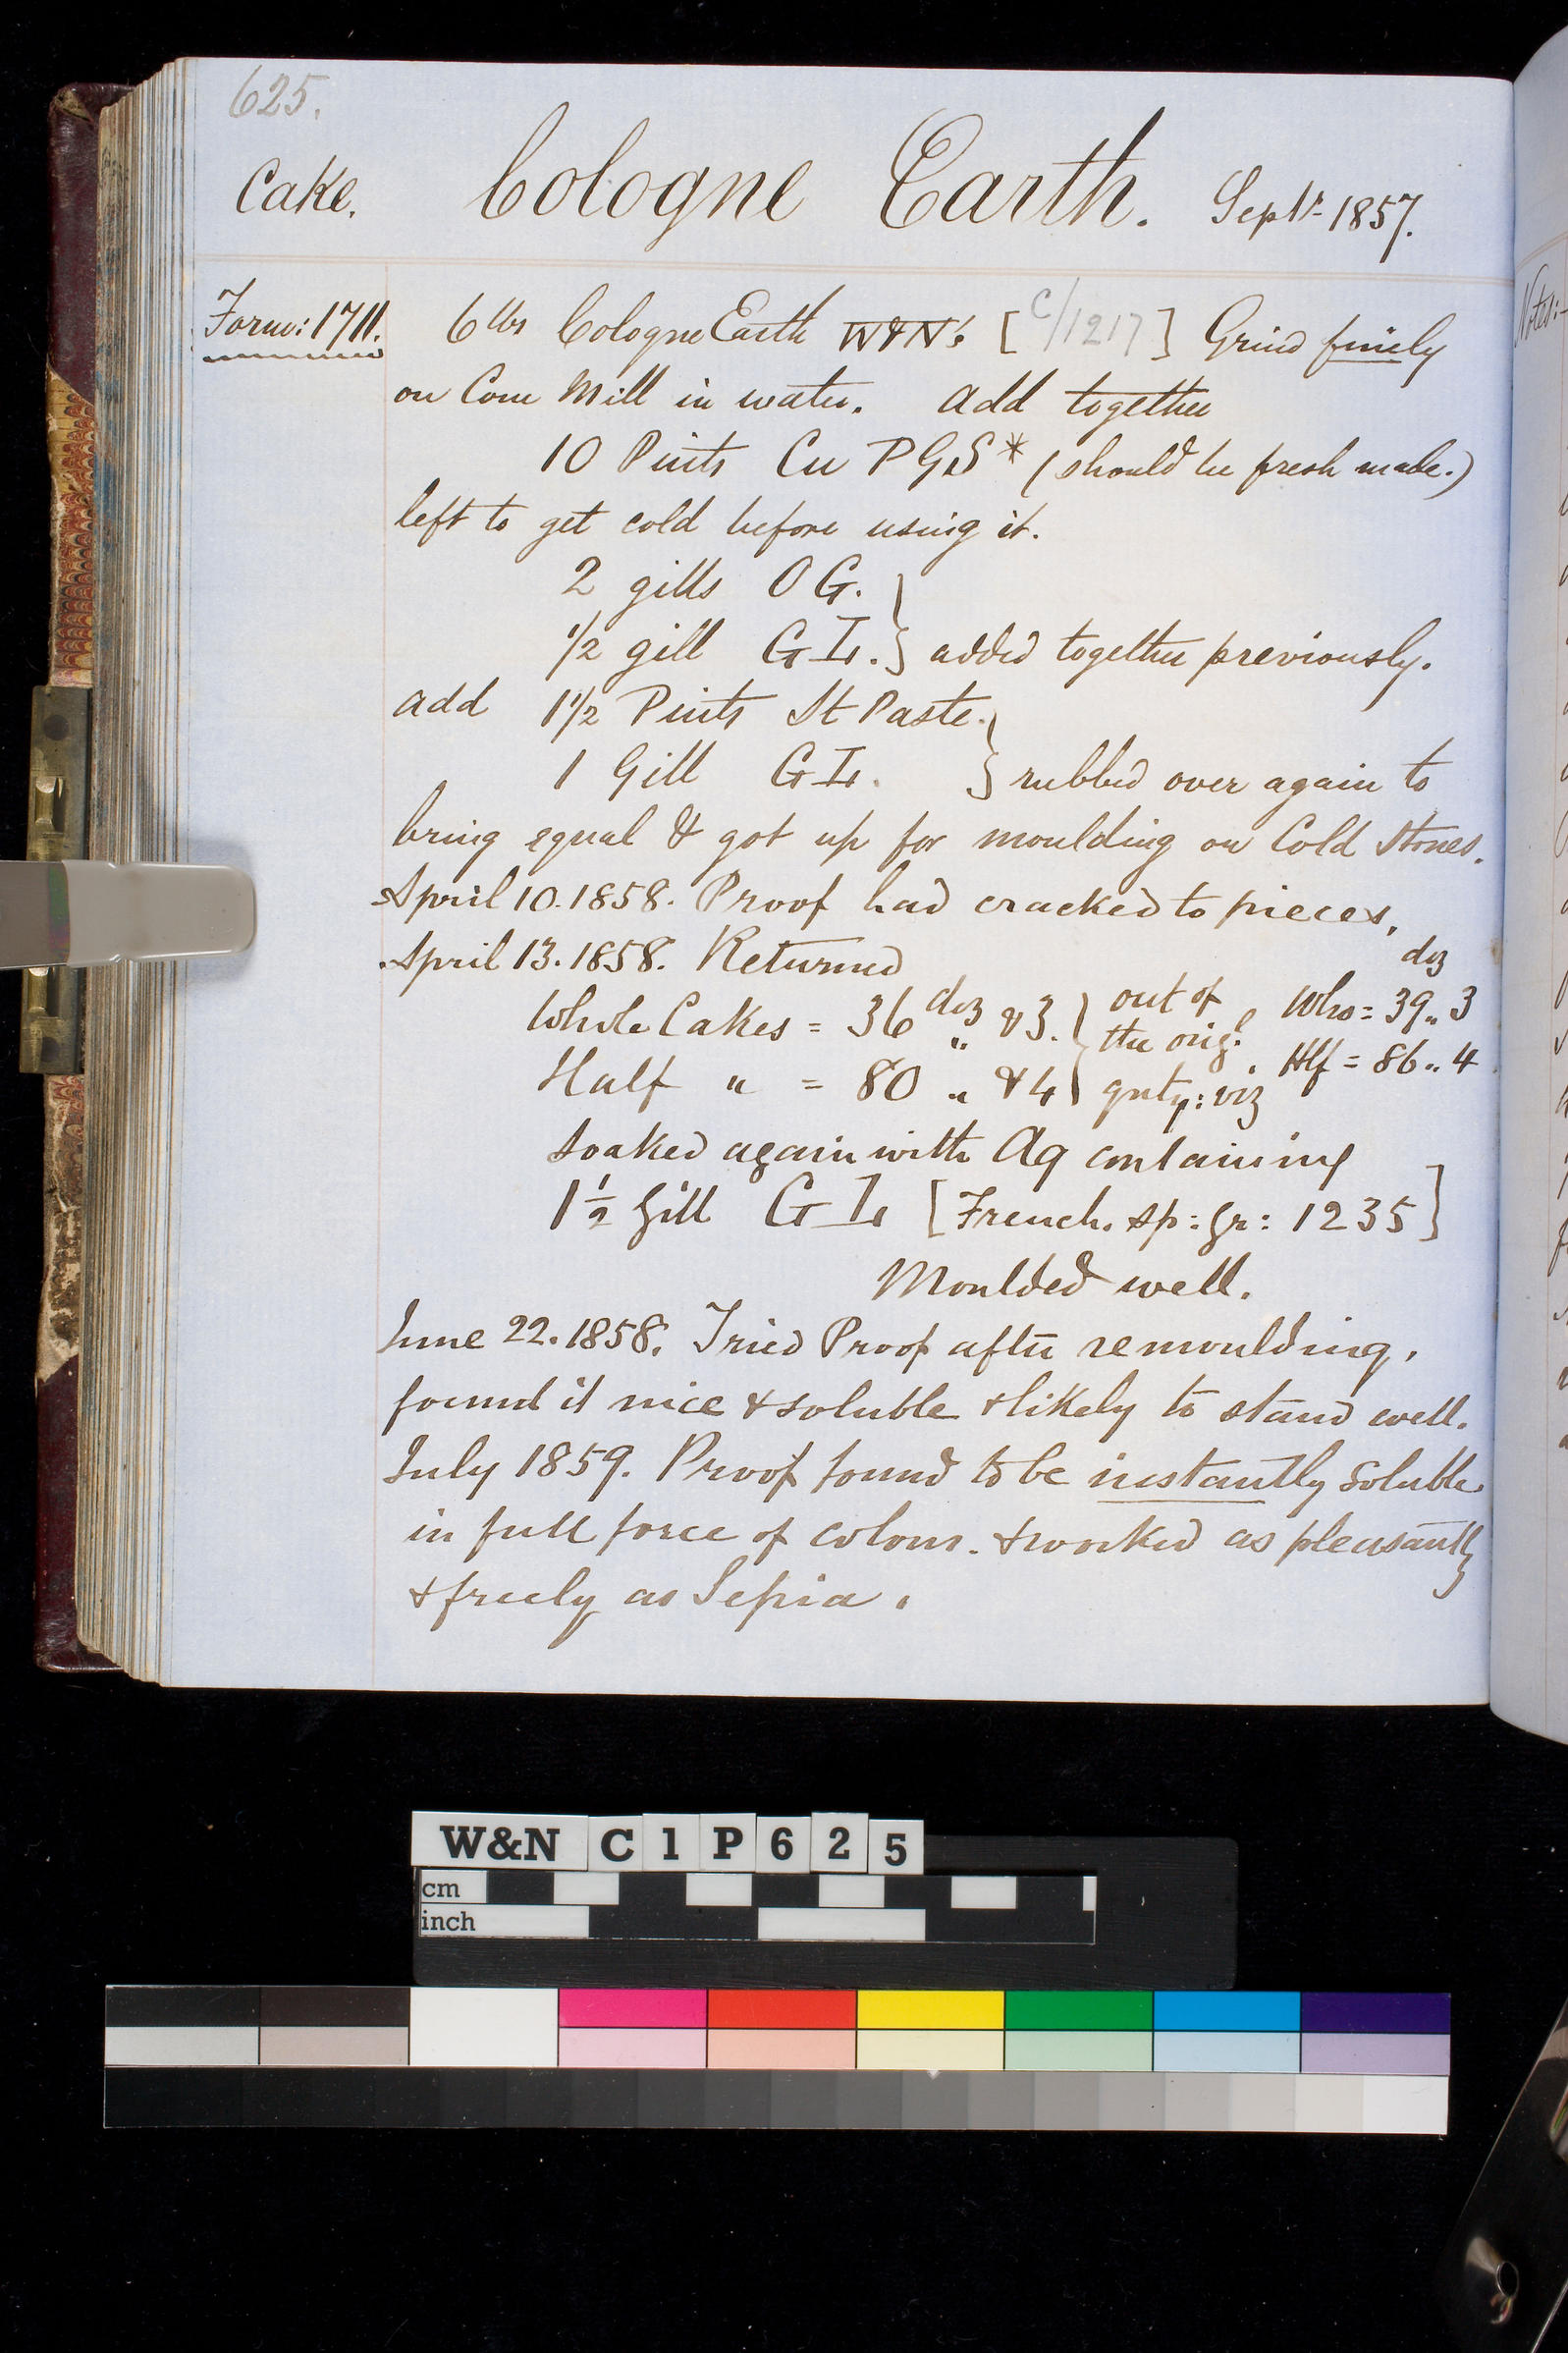 625.
Cake. Cologne Earth. Sept. 1857.
Form: 1711. 6 lbs Cologne Earth W&N's [C/1217] Grind finely
on Cone Mill in water. add together
10 Pints Cu P G S * (should be fresh made.)
left to get cold before using it.
2 gills O G.
1/2 gill G L. } added together previously.
add 1 1/2 Pints St Paste.
1 Gill G L. } rubbed over again to
bring equal & got up for moulding on Cold Stones.
April 10. 1858. Proof had cracked to pieces,
April 13. 1858. Returned
doz
Whole Cakes = 36 doz & 3. } out of the orig: Who = 39 .. 3
Half " = 80 " & 4 } qnty: viz Hlf = 86 .. 4
soaked again with Aq containing
1 1/2 Gill G L [French. sp: gr: 1235]
Moulded well.
June 22. 1858. Tried Proof after remoulding,
found it nice & soluble & likely to stand well.
July 1859. Proof found to be instantly soluble
in full force of colour. & worked as pleasantly
& freely as Sepia.
Notes:
W&N C 1 P 6 2 5
cm
inch